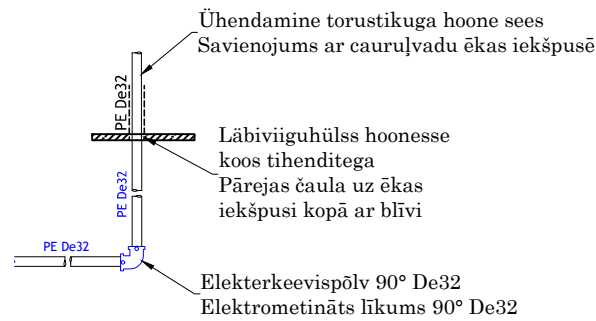 Ühendamine torustikuga hoone sees
Savienojums ar cauruļvadu ēkas iekšpusē
PE De32
Läbiviiguhülss hoonesse
koos tihenditega
Pārejas čaula uz ēkas
iekšpusi kopā ar blīvi
PE De32
PE De32
Elekterkeevispõlv 90° De32
Elektrometināts līkums 90° De32